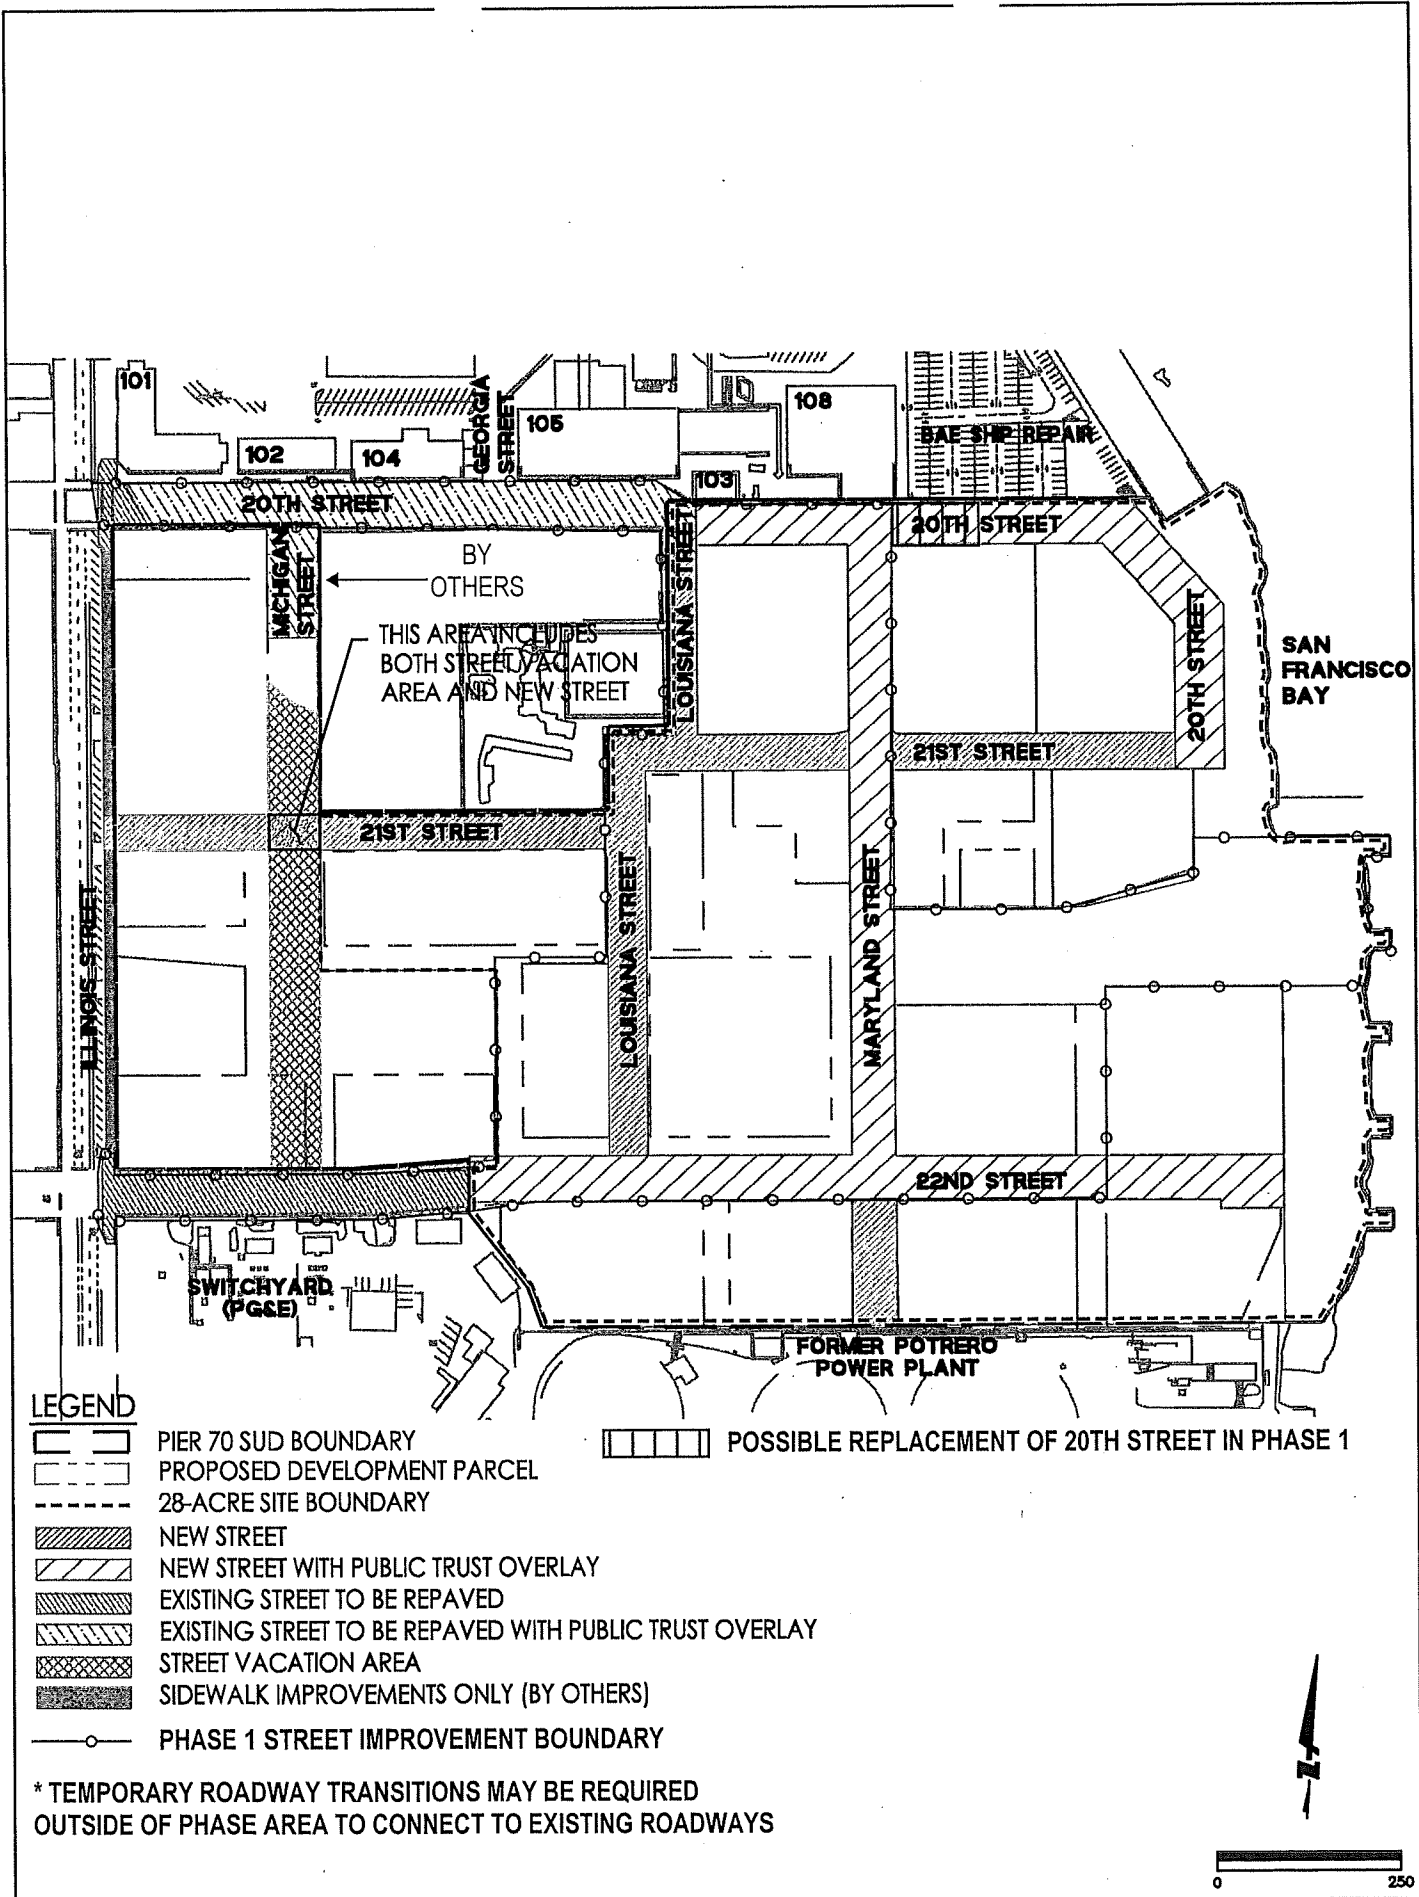 101
102
104
GEORGIA
STREET
105
108
BAE SHIP REPAIR
103
20TH STREET
20TH STREET
MICHIGAN
STREET
BY
OTHERS
LOUISIANA STREET
THIS AREA INCLUDES
BOTH STREET VACATION
AREA AND NEW STREET
20TH STREET
SAN
FRANCISCO
BAY
21ST STREET
21ST STREET
ILLINOIS STREET
LOUISIANA STREET
MARYLAND STREET
22ND STREET
SWITCHYARD
(PG&E)
FORMER POTRERO
POWER PLANT
LEGEND
PIER 70 SUD BOUNDARY
PROPOSED DEVELOPMENT PARCEL
28-ACRE SITE BOUNDARY
NEW STREET
NEW STREET WITH PUBLIC TRUST OVERLAY
EXISTING STREET TO BE REPAVED
EXISTING STREET TO BE REPAVED WITH PUBLIC TRUST OVERLAY
STREET VACATION AREA
SIDEWALK IMPROVEMENTS ONLY (BY OTHERS)
PHASE 1 STREET IMPROVEMENT BOUNDARY
POSSIBLE REPLACEMENT OF 20TH STREET IN PHASE 1
* TEMPORARY ROADWAY TRANSITIONS MAY BE REQUIRED
OUTSIDE OF PHASE AREA TO CONNECT TO EXISTING ROADWAYS
N
0 250